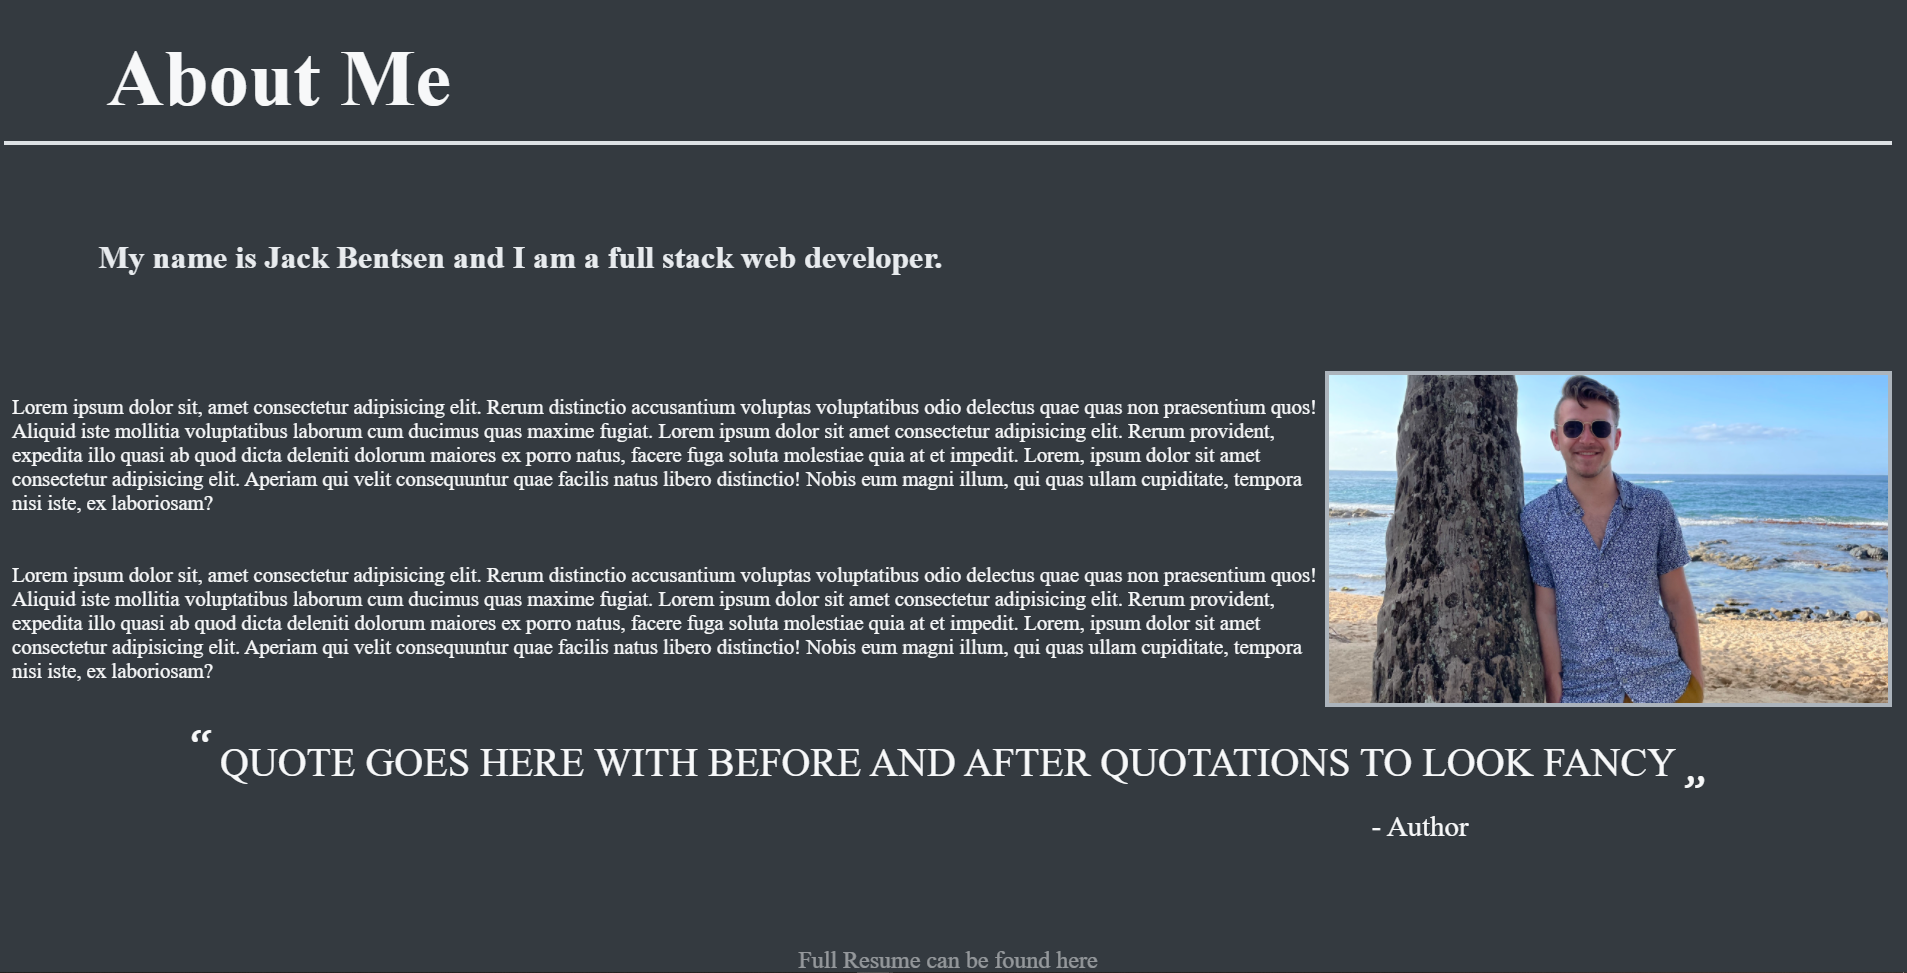 About Me
My name is Jack Bentsen and I am a full stack web developer.
Lorem ipsum dolor sit, amet consectetur adipisicing elit. Rerum distinctio accusantium voluptas voluptatibus odio delectus quae quas non praesentium quos!
Aliquid iste mollitia voluptatibus laborum cum ducimus quas maxime fugiat. Lorem ipsum dolor sit amet consectetur adipisicing elit. Rerum provident,
expedita illo quasi ab quod dicta deleniti dolorum maiores ex porro natus, facere fuga soluta molestiae quia at et impedit. Lorem, ipsum dolor sit amet
consectetur adipisicing elit. Aperiam qui velit consequuntur quae facilis natus libero distinctio! Nobis eum magni illum, qui quas ullam cupiditate, tempora
nisi iste, ex laboriosam?
Lorem ipsum dolor sit, amet consectetur adipisicing elit. Rerum distinctio accusantium voluptas voluptatibus odio delectus quae quas non praesentium quos!
Aliquid iste mollitia voluptatibus laborum cum ducimus quas maxime fugiat. Lorem ipsum dolor sit amet consectetur adipisicing elit. Rerum provident,
expedita illo quasi ab quod dicta deleniti dolorum maiores ex porro natus, facere fuga soluta molestiae quia at et impedit. Lorem, ipsum dolor sit amet
consectetur adipisicing elit. Aperiam qui velit consequuntur quae facilis natus libero distinctio! Nobis eum magni illum, qui quas ullam cupiditate, tempora
nisi iste, ex laboriosam?
“ QUOTE GOES HERE WITH BEFORE AND AFTER QUOTATIONS TO LOOK FANCY ”
- Author
Full Resume can be found here